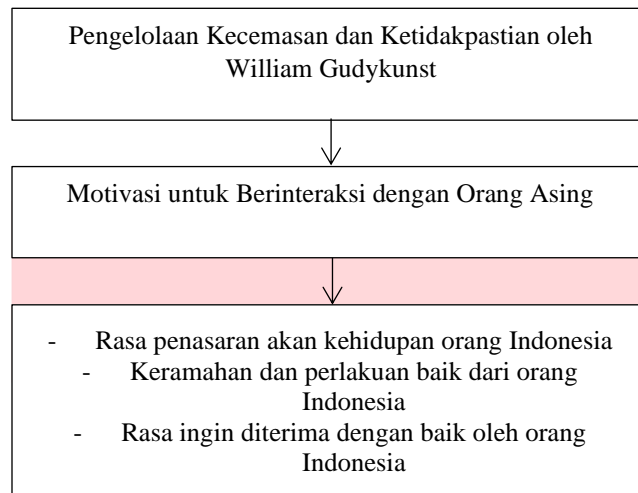 Pengelolaan Kecemasan dan Ketidakpastian oleh
William Gudykunst
Motivasi untuk Berinteraksi dengan Orang Asing
- Rasa penasaran akan kehidupan orang Indonesia
- Keramahan dan perlakuan baik dari orang
Indonesia
- Rasa ingin diterima dengan baik oleh orang
Indonesia